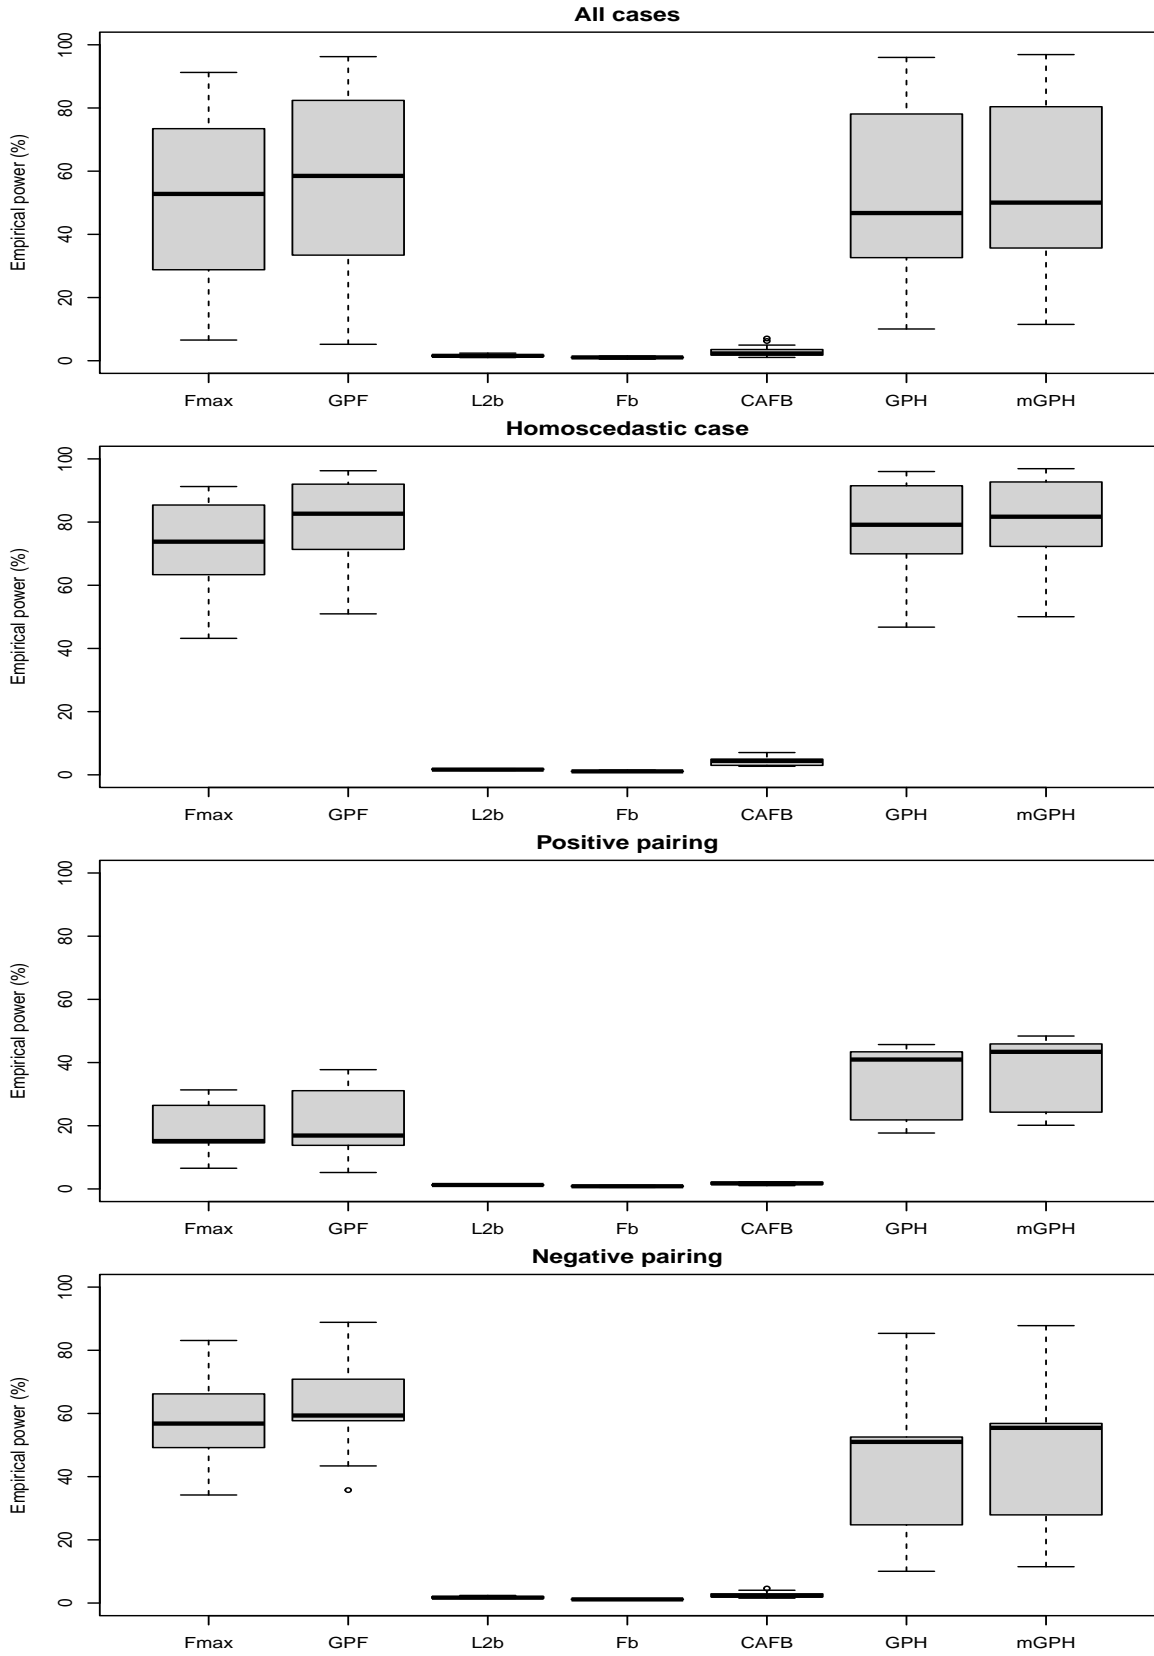 All cases
Empirical power (%)
100
80
60
40
20
0
Fmax GPF L2b Fb CAFB GPH mGPH
Homoscedastic case
Empirical power (%)
100
80
60
40
20
0
Fmax GPF L2b Fb CAFB GPH mGPH
Positive pairing
Empirical power (%)
100
80
60
40
20
0
Fmax GPF L2b Fb CAFB GPH mGPH
Negative pairing
Empirical power (%)
100
80
60
40
20
0
Fmax GPF L2b Fb CAFB GPH mGPH